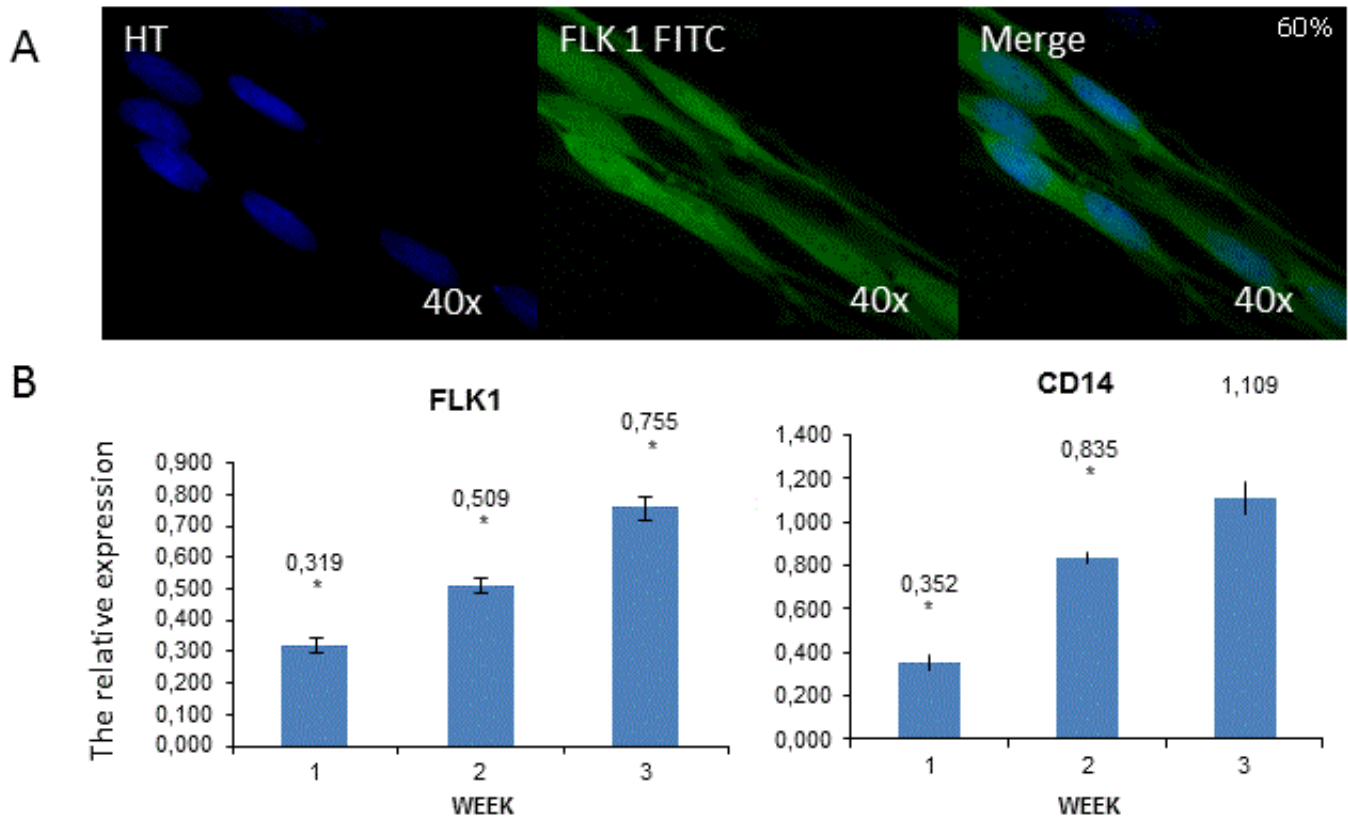 A
HT
FLK 1 FITC
Merge
60%
40x
40x
40x
B
FLK1
The relative expression
0,900
0,800
0,700
0,600
0,500
0,400
0,300
0,200
0,100
0,000
0,319
*
0,509
*
0,755
*
1
2
3
WEEK
CD14
1,400
1,200
1,000
0,800
0,600
0,400
0,200
0,000
0,352
*
0,835
*
1,109
1
2
3
WEEK